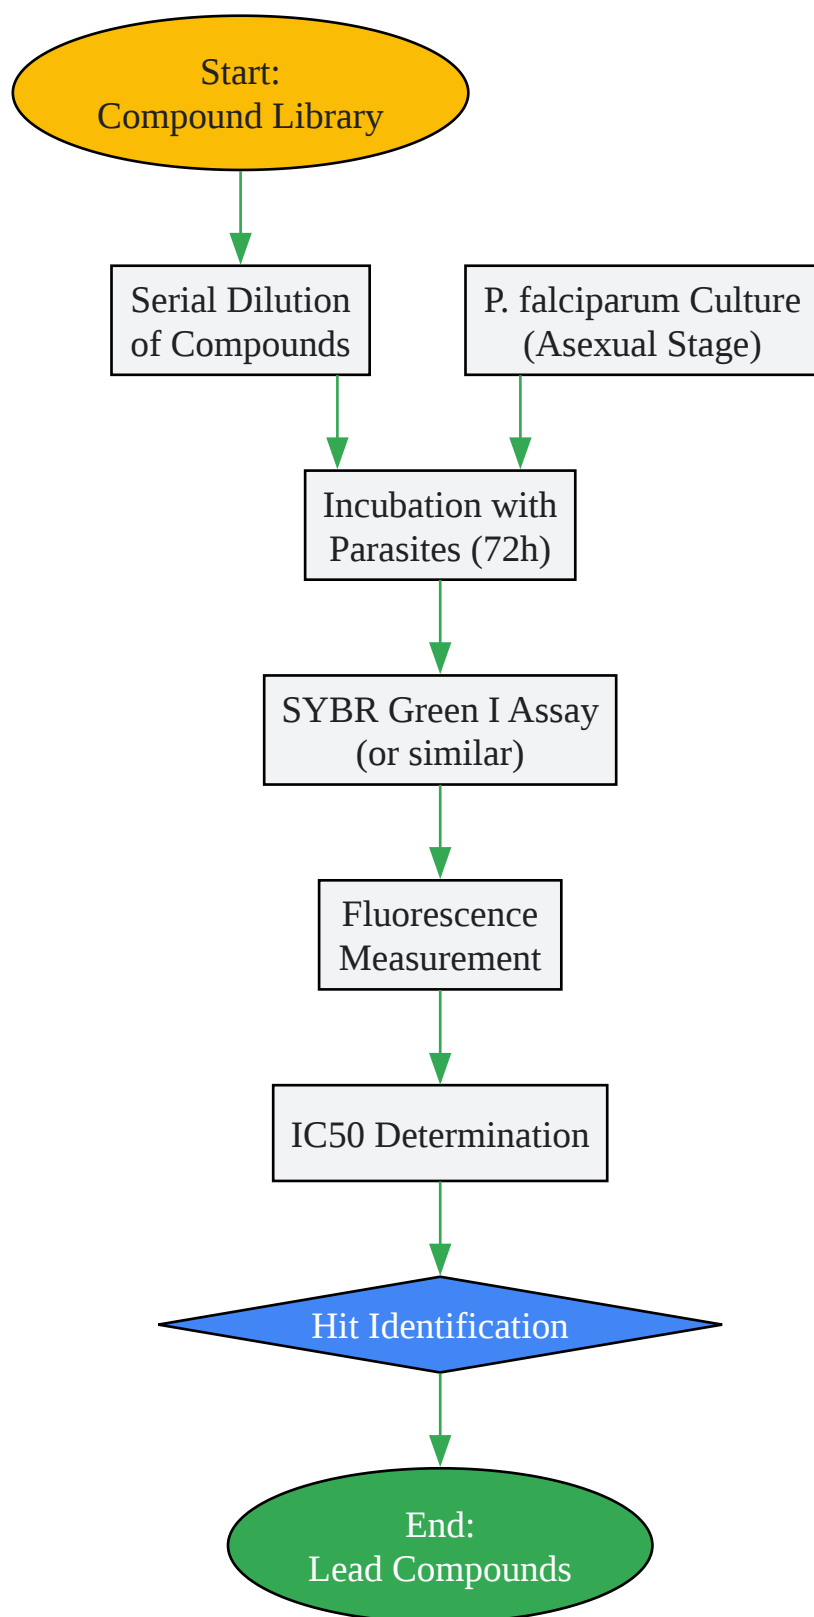 Start:
Compound Library
Serial Dilution
of Compounds
P. falciparum Culture
(Asexual Stage)
Incubation with
Parasites (72h)
SYBR Green I Assay
(or similar)
Fluorescence
Measurement
IC50 Determination
Hit Identification
End:
Lead Compounds